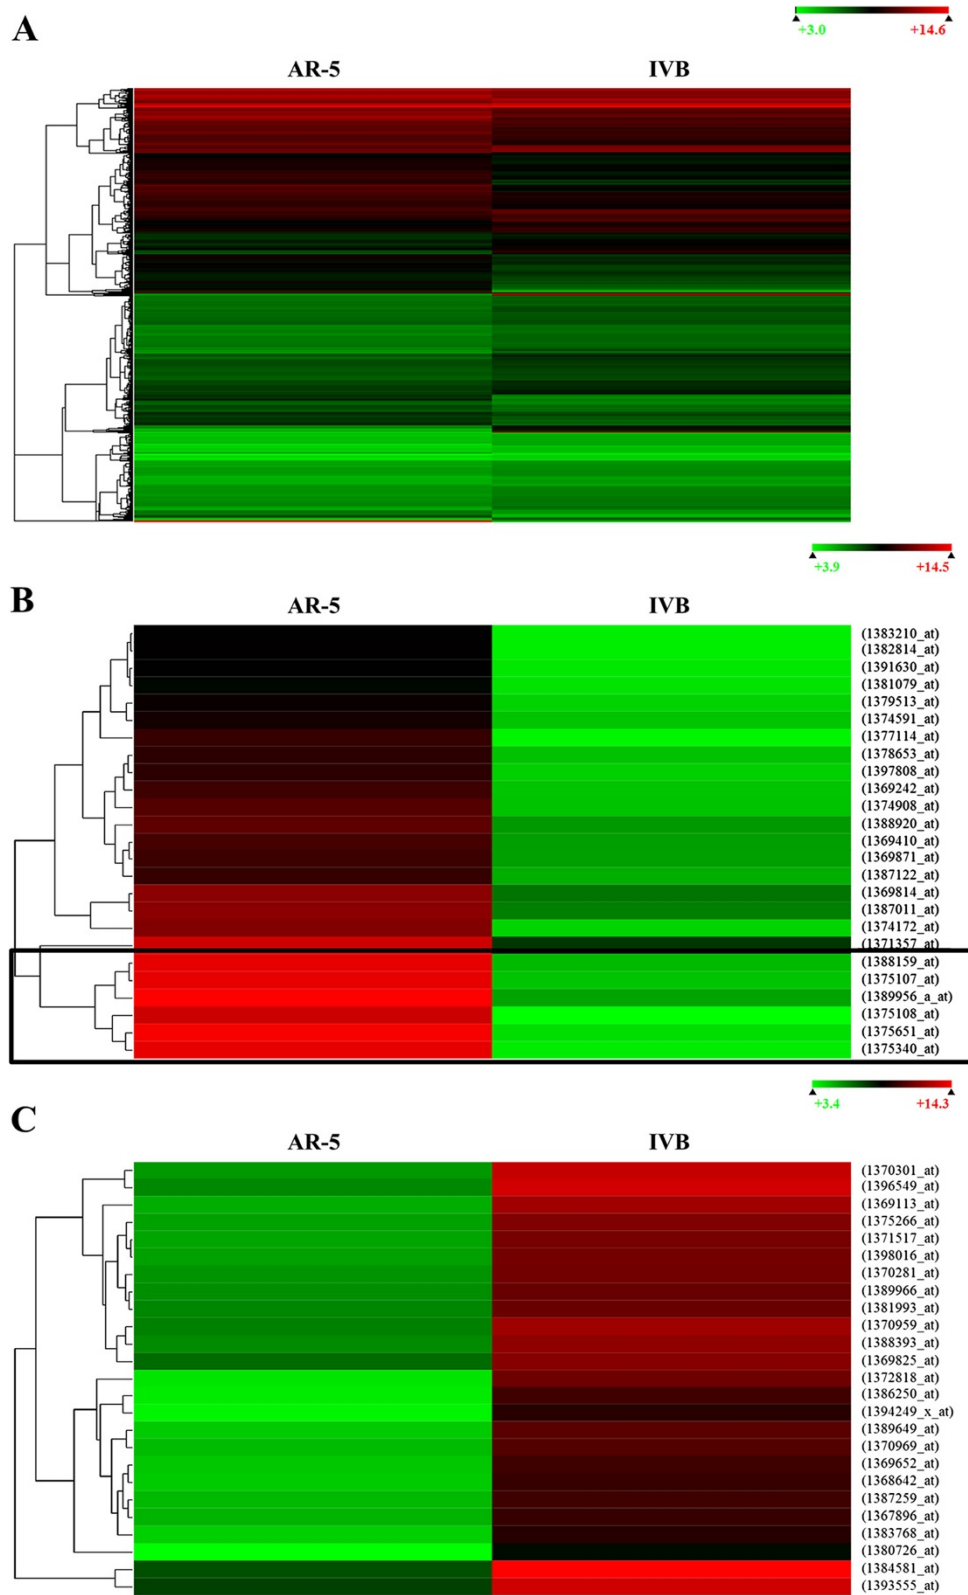 +3.0 +14.6
A
AR-5 IVB
+3.9 +14.5
B
AR-5 IVB
(1383210_at)
(1382814_at)
(1391630_at)
(1381079_at)
(1379513_at)
(1374591_at)
(1377114_at)
(1378653_at)
(1397808_at)
(1369242_at)
(1374908_at)
(1388920_at)
(1369410_at)
(1369871_at)
(1387122_at)
(1369814_at)
(1387011_at)
(1374172_at)
(1371357_at)
(1388159_at)
(1375107_at)
(1389956_a_at)
(1375108_at)
(1375651_at)
(1375340_at)
+3.4 +14.3
C
AR-5 IVB
(1370301_at)
(1396549_at)
(1369113_at)
(1375266_at)
(1371517_at)
(1398016_at)
(1370281_at)
(1389966_at)
(1381993_at)
(1370959_at)
(1388393_at)
(1369825_at)
(1372818_at)
(1386250_at)
(1394249_x_at)
(1389649_at)
(1370969_at)
(1369652_at)
(1368642_at)
(1387259_at)
(1367896_at)
(1383768_at)
(1380726_at)
(1384581_at)
(1393555_at)